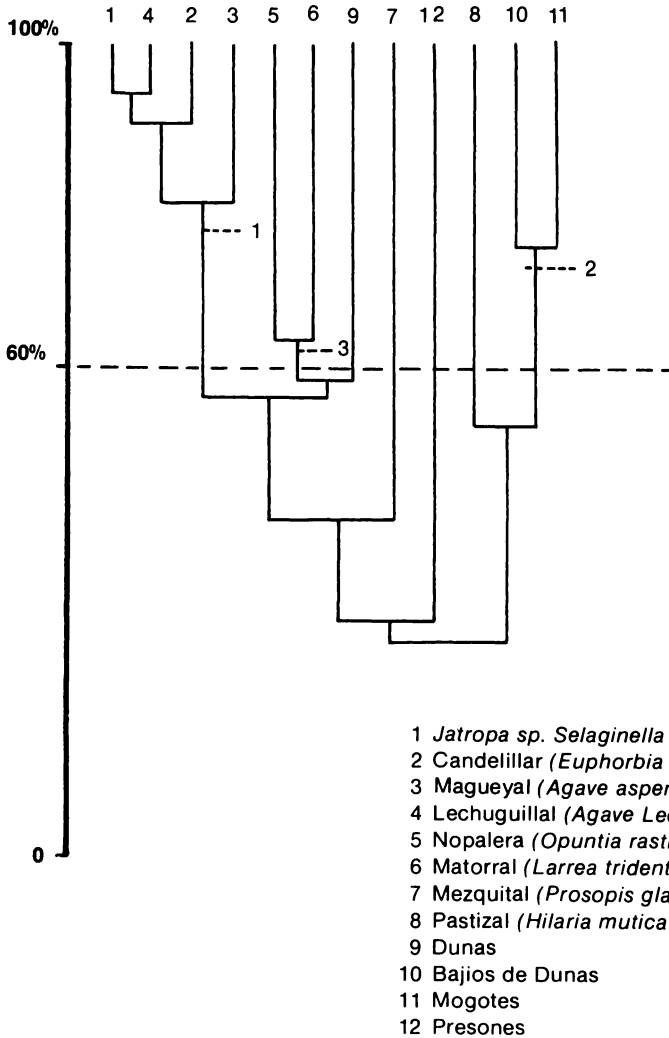 1 4 2 3 5 6 9 7 12 8 10 11
100%
1
2
3
60%
0
1 Jatropa sp. Selaginella
2 Candelillar (Euphorbia
3 Magueyal (Agave asper
4 Lechuguillal (Agave Lec
5 Nopalera (Opuntia rast
6 Matorral (Larrea trident
7 Mezquital (Prosopis gla
8 Pastizal (Hilaria mutica
9 Dunas
10 Bajios de Dunas
11 Mogotes
12 Presones